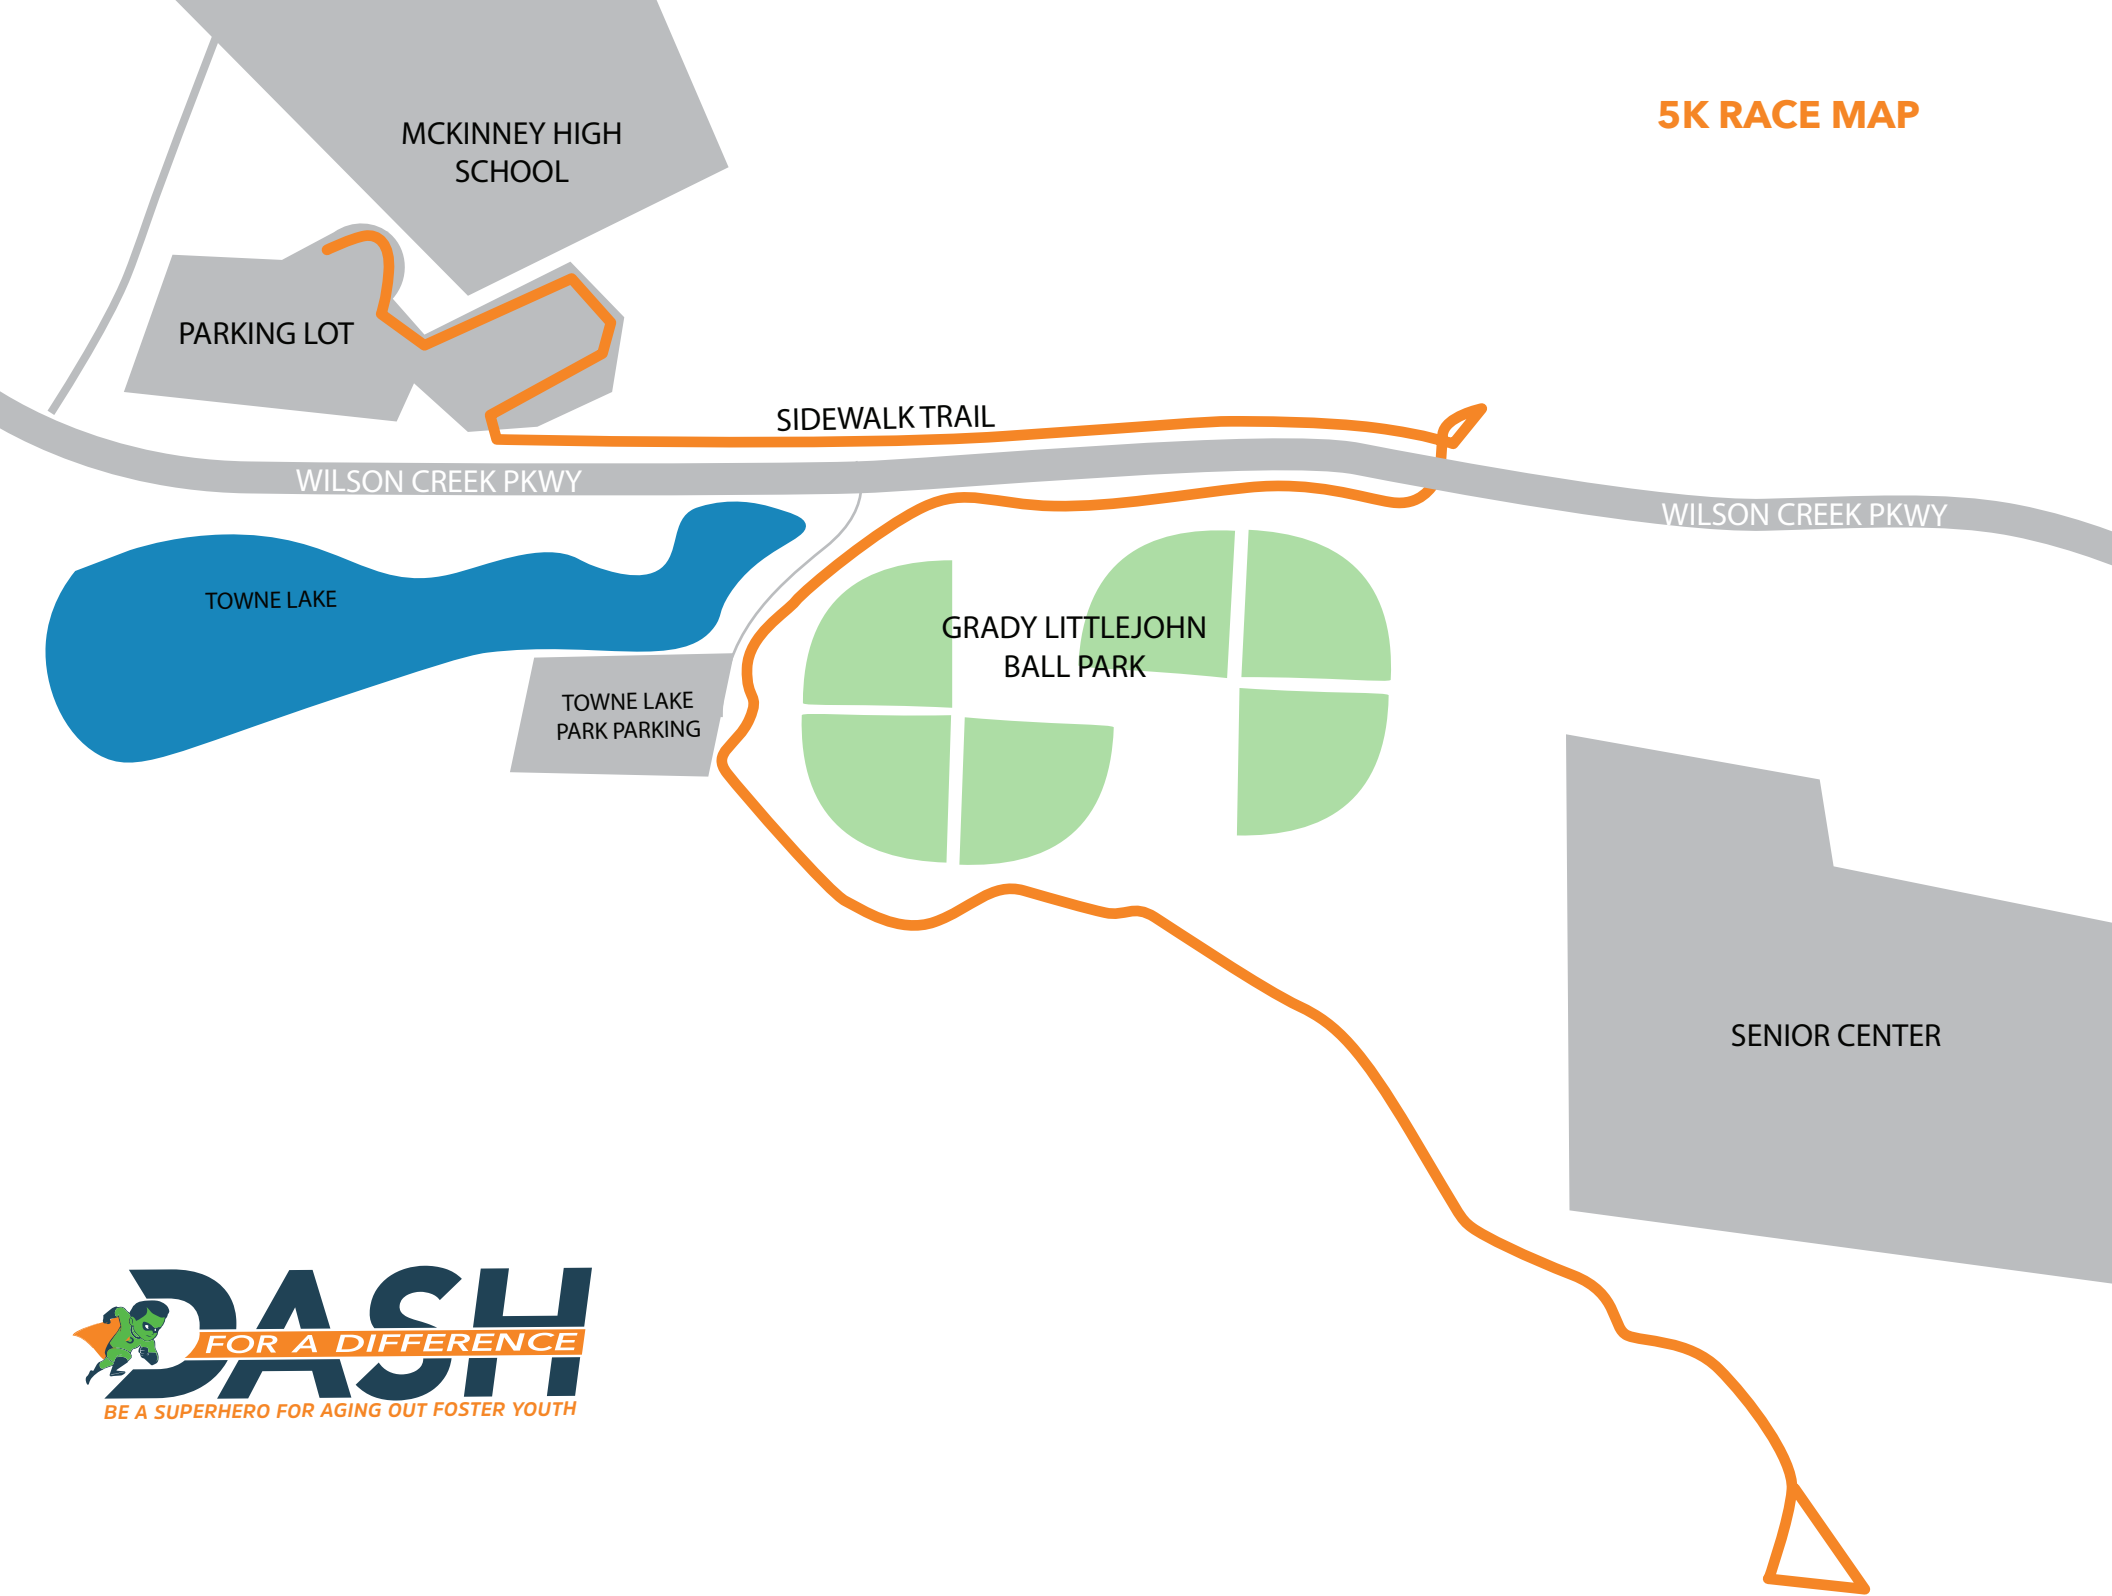 5K RACE MAP
MCKINNEY HIGH
SCHOOL
PARKING LOT
SIDEWALK TRAIL
WILSON CREEK PKWY
WILSON CREEK PKWY
TOWNE LAKE
GRADY LITTLEJOHN
BALL PARK
TOWNE LAKE
PARK PARKING
SENIOR CENTER
DASH
FOR A DIFFERENCE
BE A SUPERHERO FOR AGING OUT FOSTER YOUTH